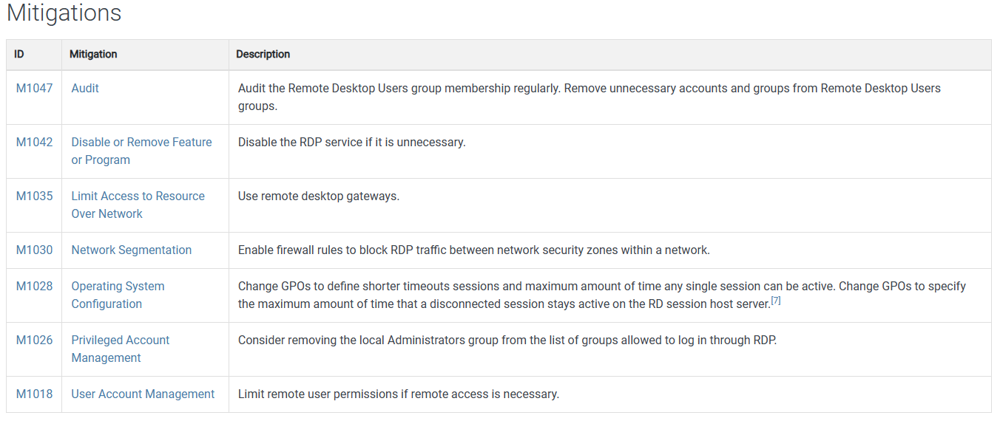 Mitigations
ID Mitigation Description
M1047 Audit Audit the Remote Desktop Users group membership regularly. Remove unnecessary accounts and groups from Remote Desktop Users
groups.
M1042 Disable or Remove Feature Disable the RDP service if it is unnecessary.
or Program
M1035 Limit Access to Resource Use remote desktop gateways.
Over Network
M1030 Network Segmentation Enable firewall rules to block RDP traffic between network security zones within a network.
M1028 Operating System Change GPOs to define shorter timeouts sessions and maximum amount of time any single session can be active. Change GPOs to specify
Configuration the maximum amount of time that a disconnected session stays active on the RD session host server.[7]
M1026 Privileged Account Consider removing the local Administrators group from the list of groups allowed to log in through RDP.
Management
M1018 User Account Management Limit remote user permissions if remote access is necessary.